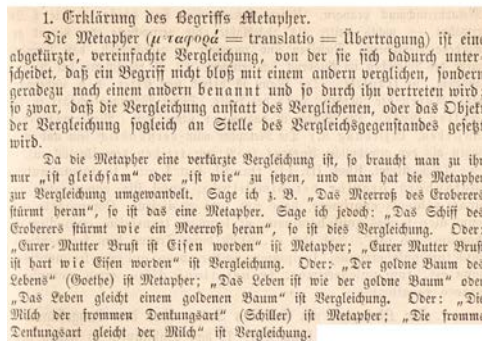 1. Erklärung des Begriffs Metapher.
Die Metapher (μεταφορά = translatio = Übertragung) ist eine
abgekürzte, vereinfachte Vergleichung, von der sie sich dadurch unter-
scheidet, daß ein Begriff nicht bloß mit einem andern verglichen, sondern
geradezu nach einem andern benannt und so durch ihn vertreten wird;
so zwar, daß die Vergleichung anstatt des Verglichenen, oder das Objekt
der Vergleichung sogleich an Stelle des Vergleichsgegenstandes gesetzt
wird.
Da die Metapher eine verkürzte Vergleichung ist, so braucht man zu ihr
nur „ist gleichsam“ oder „ist wie“ zu setzen, und man hat die Metapher
zur Vergleichung umgewandelt. Sage ich z. B. „Das Meerroß des Eroberers
stürmt heran“, so ist das eine Metapher. Sage ich jedoch: „Das Schiff des
Eroberers stürmt wie ein Meerroß heran“, so ist dies Vergleichung. Oder:
„Eurer Mutter Brust ist Eisen worden“ ist Metapher; „Eurer Mutter Brust
ist hart wie Eisen worden“ ist Vergleichung. Oder: „Der goldne Baum des
Lebens“ (Goethe) ist Metapher; „Das Leben ist wie der goldne Baum“ oder
„Das Leben gleicht einem goldenen Baum“ ist Vergleichung. Oder: „Die
Milch der frommen Denkungsart“ (Schiller) ist Metapher; „Die fromme
Denkungsart gleicht der Milch“ ist Vergleichung.